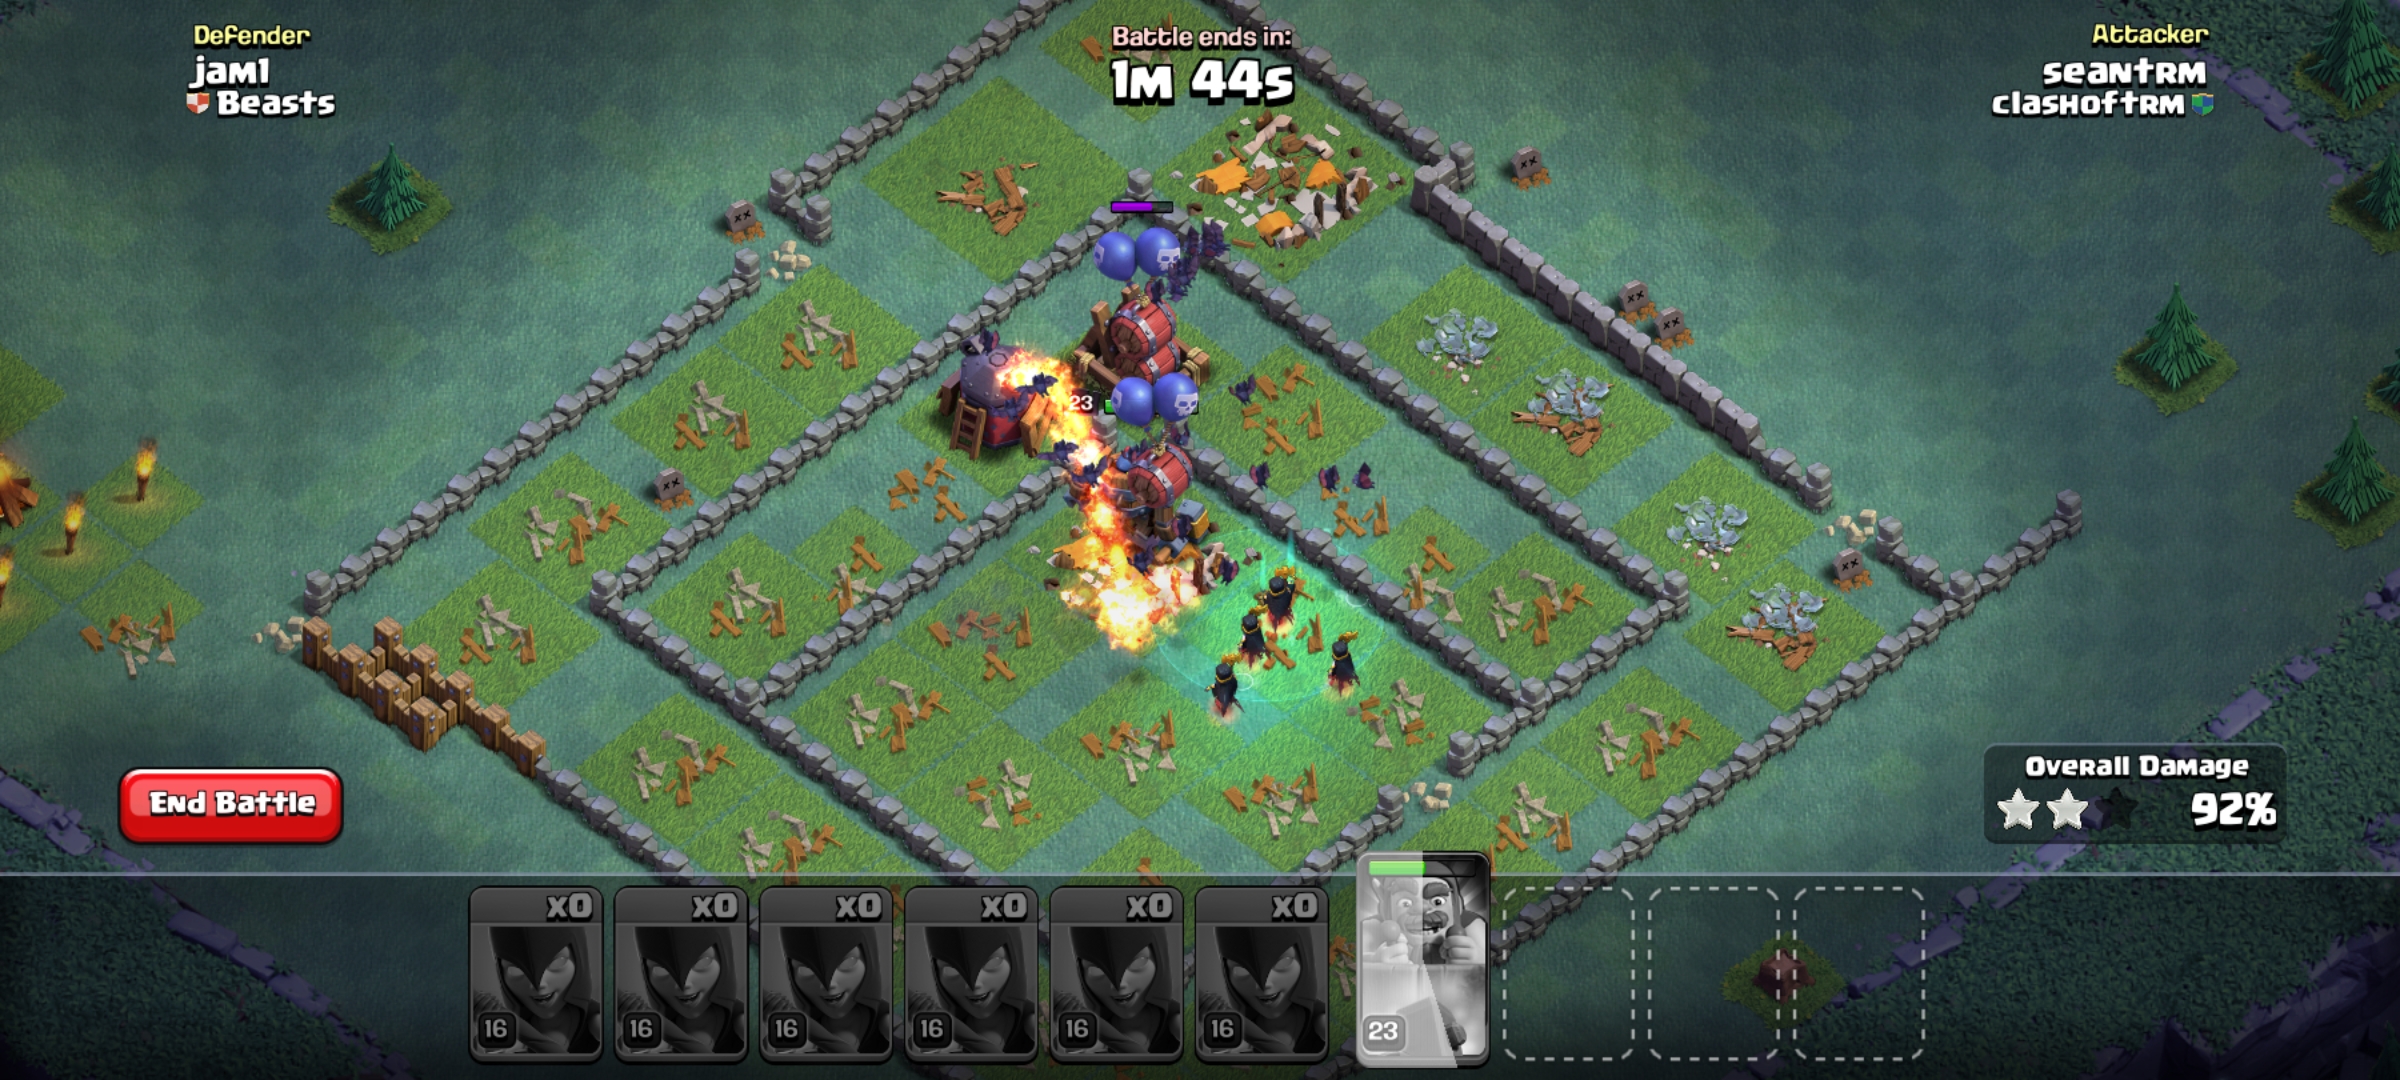 Defender
jam1
Beasts
Battle ends in:
1m 44s
Attacker
seantrm
clashoftrm
23
End Battle
Overall Damage
92%
x0
x0
x0
x0
x0
x0
16
16
16
16
16
16
23